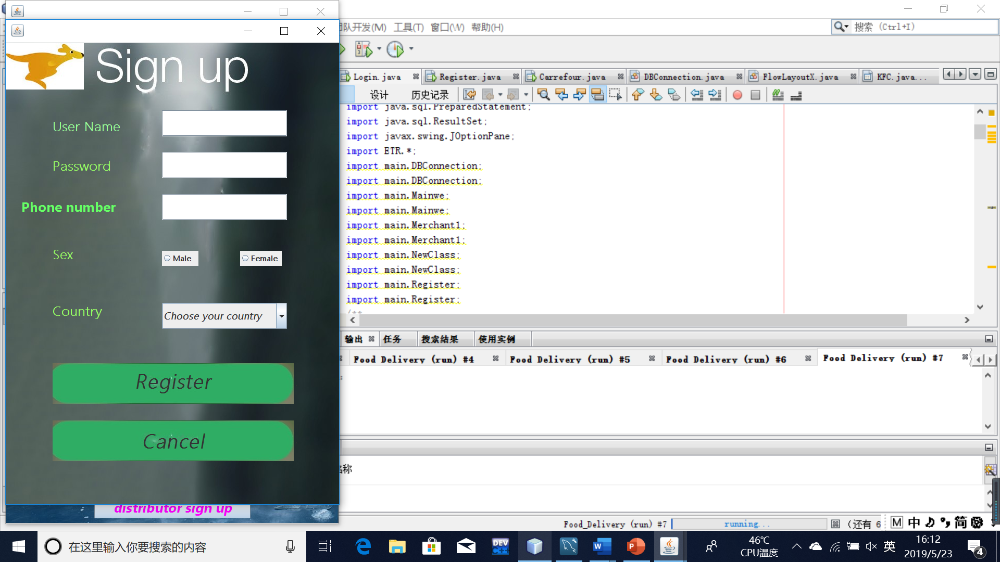 Sign up
User Name
Password
Phone number
Sex
Male
Female
Country
Choose your country
Register
Cancel
distributor sign up
队开发(M) 工具(T) 窗口(W) 帮助(H)
搜索 (Ctrl+I)
Login.java
Register.java
Carrefour.java
DBConnection.java
FlowLayoutX.java
KFC.java...
设计
历史记录
import java.sql.PreparedStatement;
import java.sql.ResultSet;
import javax.swing.JOptionPane;
import ETR.*;
import main.DBConnection;
import main.DBConnection;
import main.Mainwe;
import main.Mainwe;
import main.Merchant1;
import main.Merchant1;
import main.NewClass;
import main.NewClass;
import main.Register;
import main.Register;
/**
输出
任务
搜索结果
使用实例
Food Delivery (run) #4
Food Delivery (run) #5
Food Delivery (run) #6
Food Delivery (run) #7
:
名称
Food_Delivery (run) #7
running...
(还有 6
M 中 简
在这里输入你要搜索的内容
DEV C++
46℃
CPU温度
英
16:12
2019/5/23
4